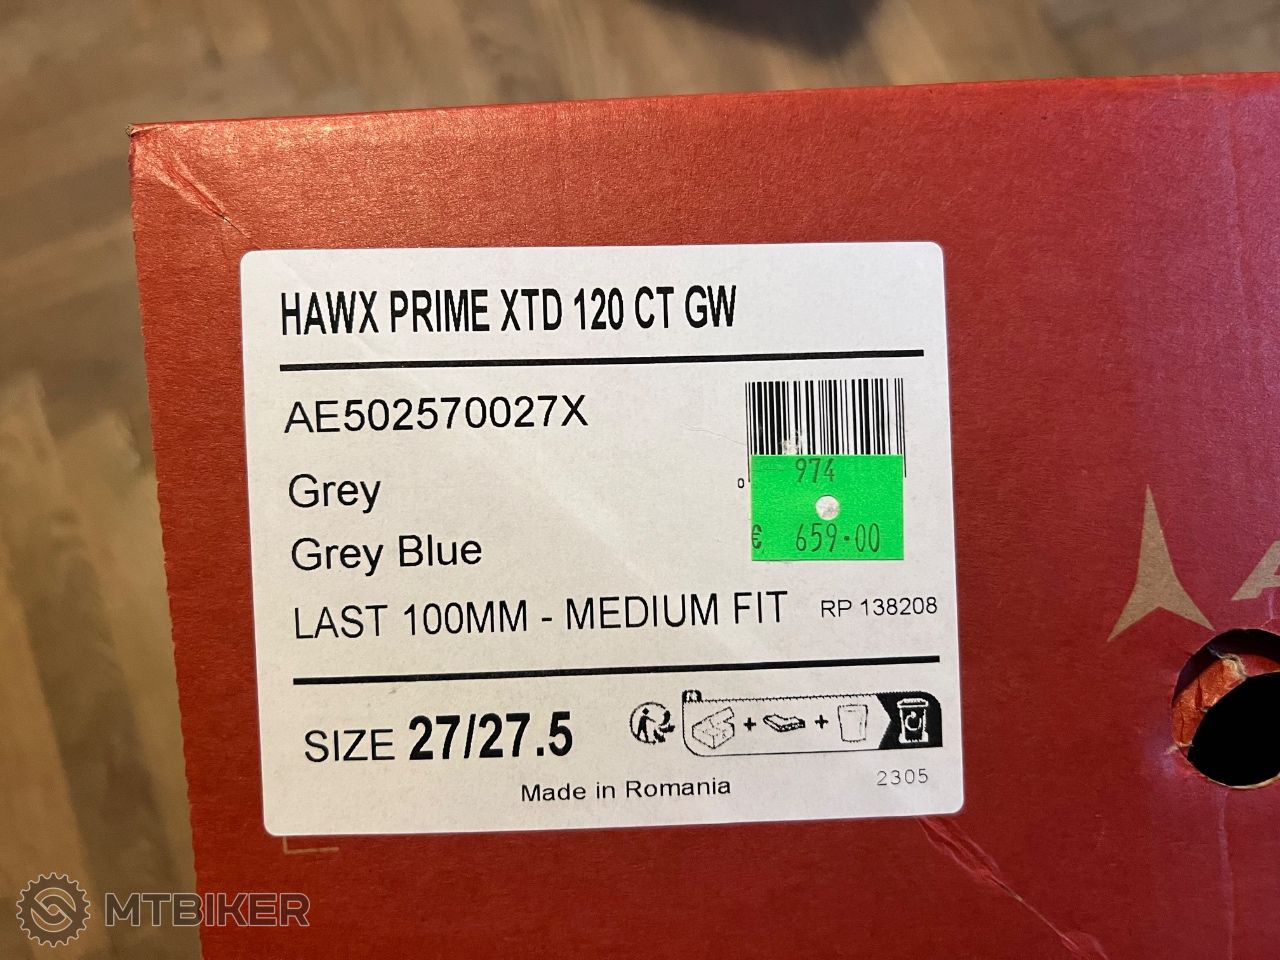 HAWX PRIME XTD 120 CT GW
AE502570027X
Grey
Grey Blue
LAST 100MM - MEDIUM FIT
RP 138208
0
974
€ 659.00
SIZE 27/27.5
Made in Romania
2305
A
MTBIKER